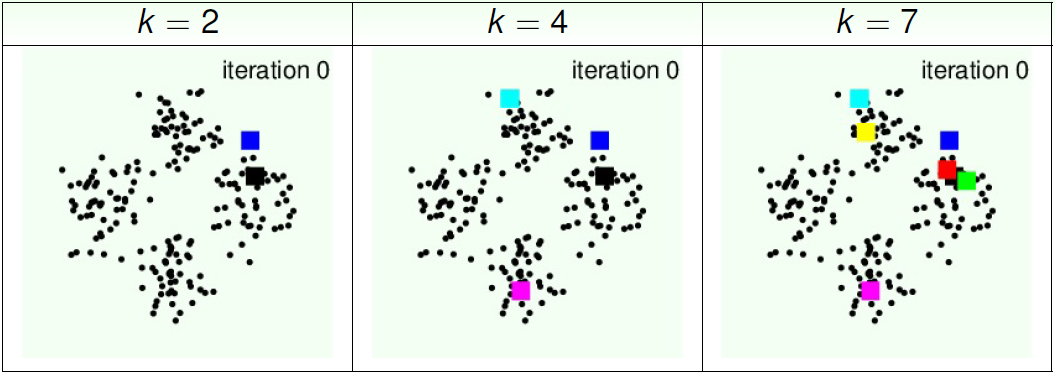 k = 2
k = 4
k = 7
iteration 0
iteration 0
iteration 0